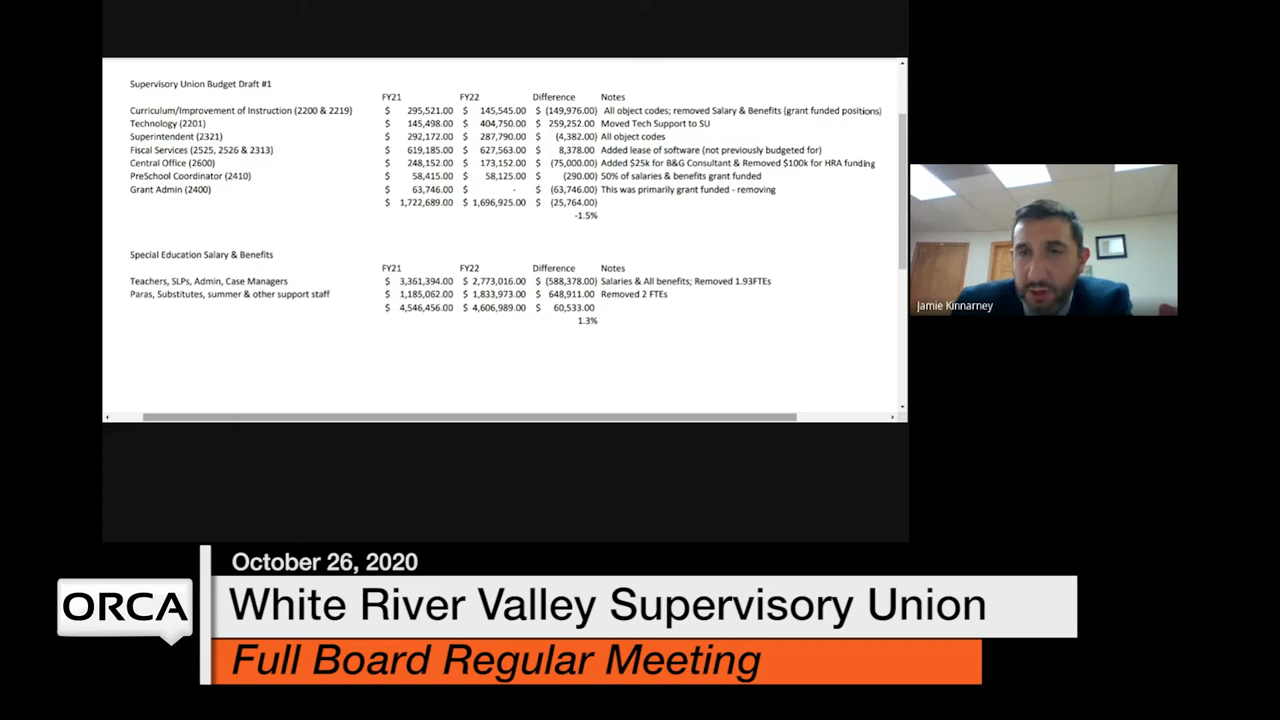 Supervisory Union Budget Draft #1
FY21 FY22 Difference Notes
Curriculum/Improvement of Instruction (2200 & 2219) $ 295,521.00 $ 145,545.00 $ (149,976.00) All object codes; removed Salary & Benefits (grant funded positions)
Technology (2201) $ 145,498.00 $ 404,750.00 $ 259,252.00 Moved Tech Support to SU
Superintendent (2321) $ 292,172.00 $ 287,790.00 $ (4,382.00) All object codes
Fiscal Services (2525, 2526 & 2313) $ 619,185.00 $ 627,563.00 $ 8,378.00 Added lease of software (not previously budgeted for)
Central Office (2600) $ 248,152.00 $ 173,152.00 $ (75,000.00) Added $25k for B&G Consultant & Removed $100k for HRA funding
PreSchool Coordinator (2410) $ 58,415.00 $ 58,125.00 $ (290.00) 50% of salaries & benefits grant funded
Grant Admin (2400) $ 63,746.00 - $ (63,746.00) This was primarily grant funded - removing
$ 1,722,689.00 $ 1,696,925.00 $ (25,764.00)
-1.5%
Special Education Salary & Benefits
FY21 FY22 Difference Notes
Teachers, SLPs, Admin, Case Managers $ 3,361,394.00 $ 2,773,016.00 $ (588,378.00) Salaries & All benefits; Removed 1.93FTEs
Paras, Substitutes, summer & other support staff $ 1,185,062.00 $ 1,833,973.00 $ 648,911.00 Removed 2 FTEs
$ 4,546,456.00 $ 4,606,989.00 $ 60,533.00
1.3%
Jamie Kinnarney
October 26, 2020
ORCA
White River Valley Supervisory Union
Full Board Regular Meeting